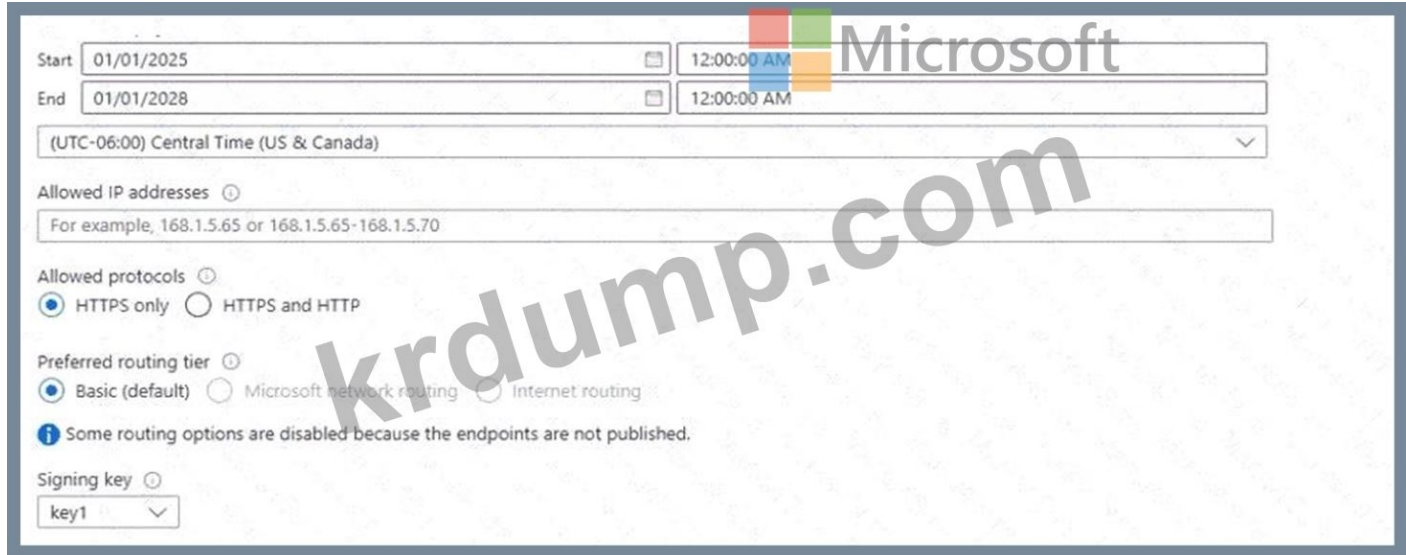 Microsoft
Start 01/01/2025 12:00:00 AM
End 01/01/2028 12:00:00 AM
(UTC-06:00) Central Time (US & Canada)
Allowed IP addresses
For example, 168.1.5.65 or 168.1.5.65-168.1.5.70
Allowed protocols
HTTPS only HTTPS and HTTP
Preferred routing tier
Basic (default) Microsoft network routing Internet routing
Some routing options are disabled because the endpoints are not published.
Signing key
key1
krdump.com